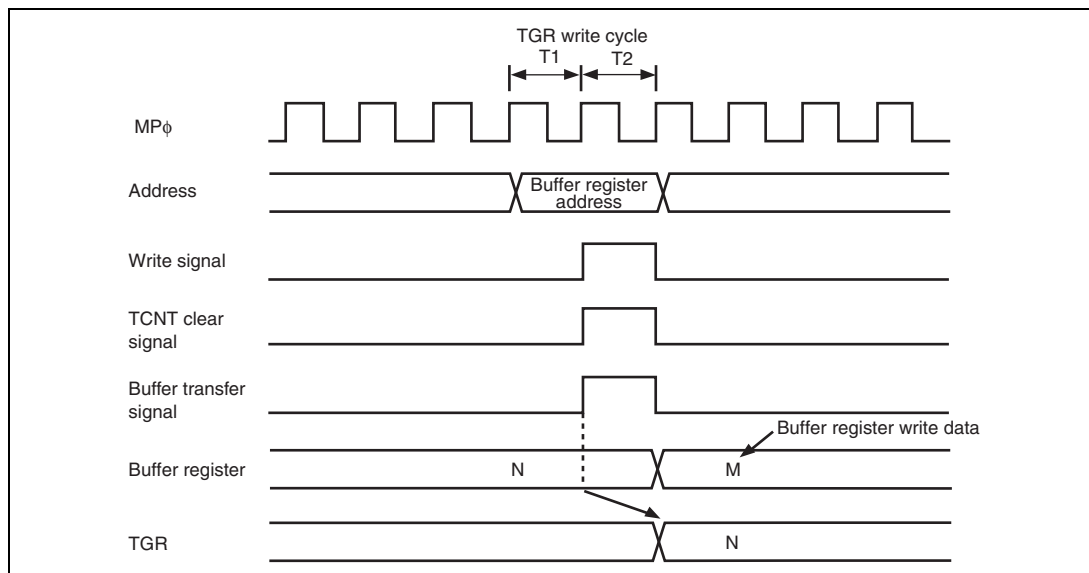 TGR write cycle
T1 T2
MPϕ
Address
Buffer register
address
Write signal
TCNT clear
signal
Buffer transfer
signal
Buffer register write data
Buffer register
N M
TGR
N